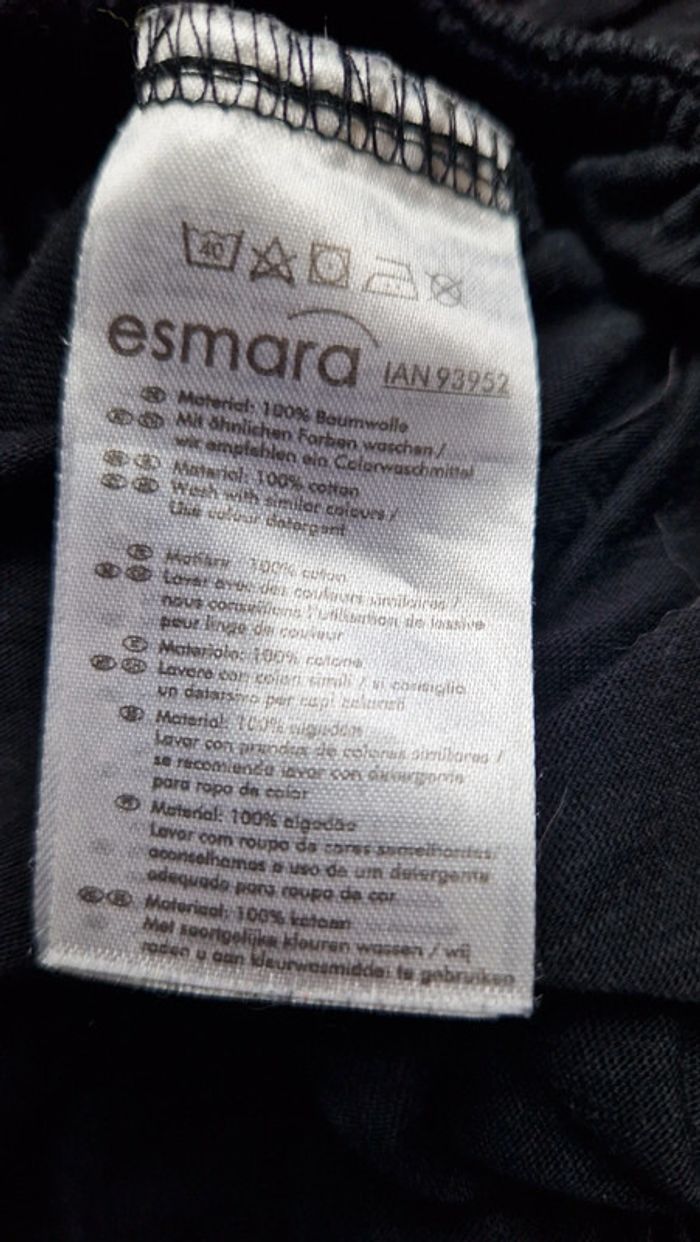 40
esmara IAN 93952
Material: 100% Baumwolle
Mit ähnlichen Farben waschen /
wir empfehlen ein Colorwaschmittel
Material: 100% cotton
Wash with similar colours /
Use colour detergent
Matière : 100% coton
Laver avec des couleurs similaires /
nous conseillons l'utilisation de lessive
pour linge de couleur
Materiale: 100% cotone
Lavare con colori simili / si consiglia
un detersivo per capi colorati
Material: 100% algodón
Lavar con prendas de colores similares /
se recomienda lavar con detergente
para ropa de color
Material: 100% algodão
Lavar com roupa de cores semelhantes/
aconselhamos o uso de um detergente
adequado para roupa de cor
Materiaal: 100% katoen
Met soortgelijke kleuren wassen / wij
raden u aan kleurwasmiddel te gebruiken